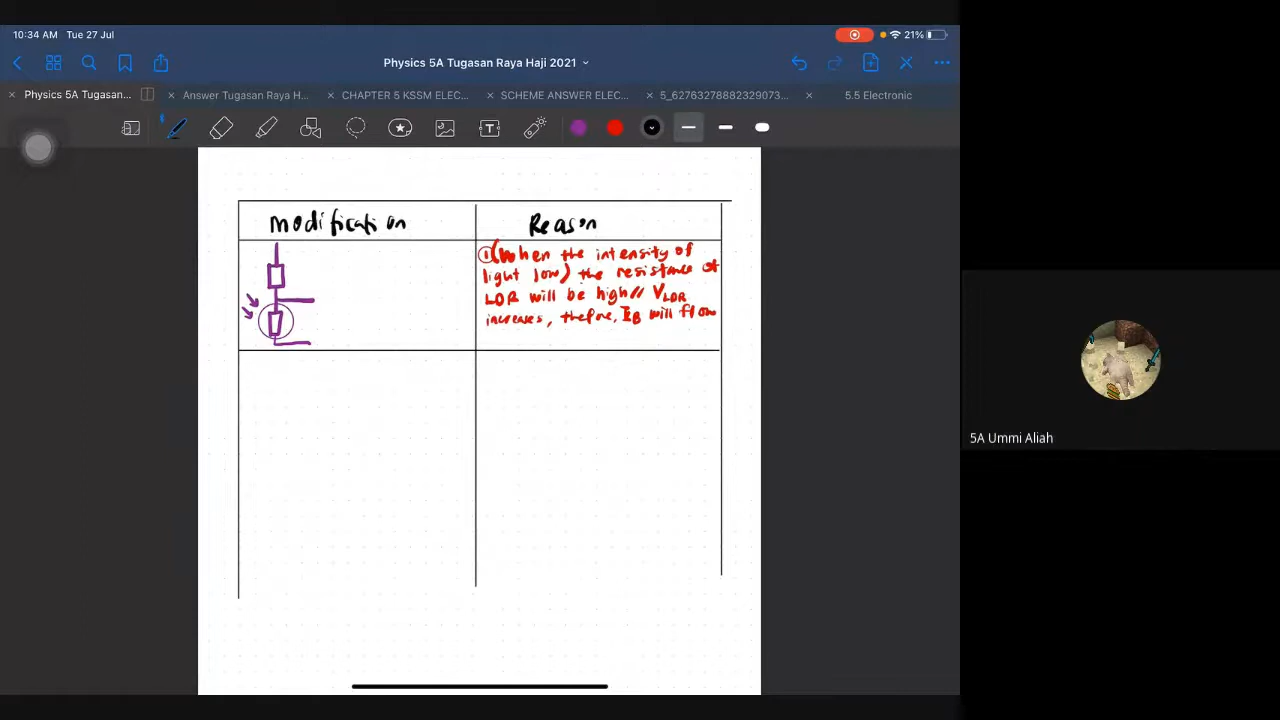 10:34 AM Tue 27 Jul
21%
Physics 5A Tugasan Raya Haji 2021
Physics 5A Tugasan...
Answer Tugasan Raya H...
CHAPTER 5 KSSM ELEC...
SCHEME ANSWER ELEC...
5_62763278882329073...
5.5 Electronic
modification
Reason
① (When the intensity of
light low) the resistance of
LDR will be high// VLDR
increases, therfore, IB will flow
5A Ummi Aliah